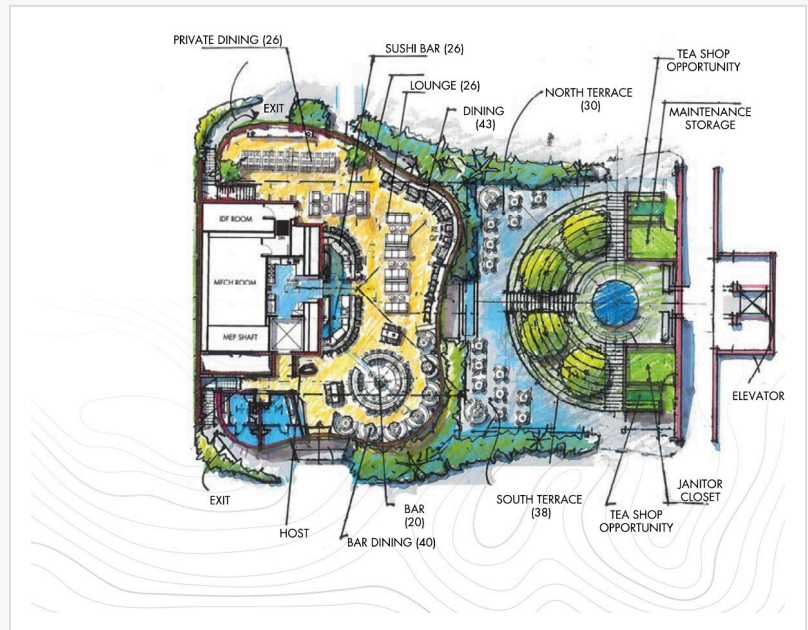 PRIVATE DINING (26)
SUSHI BAR (26)
TEA SHOP
OPPORTUNITY
LOUNGE (26)
NORTH TERRACE
(30)
EXIT
DINING
(43)
MAINTENANCE
STORAGE
IDF ROOM
MECH ROOM
MEP SHAFT
ELEVATOR
EXIT
HOST
BAR
(20)
BAR DINING (40)
SOUTH TERRACE
(38)
TEA SHOP
OPPORTUNITY
JANITOR
CLOSET